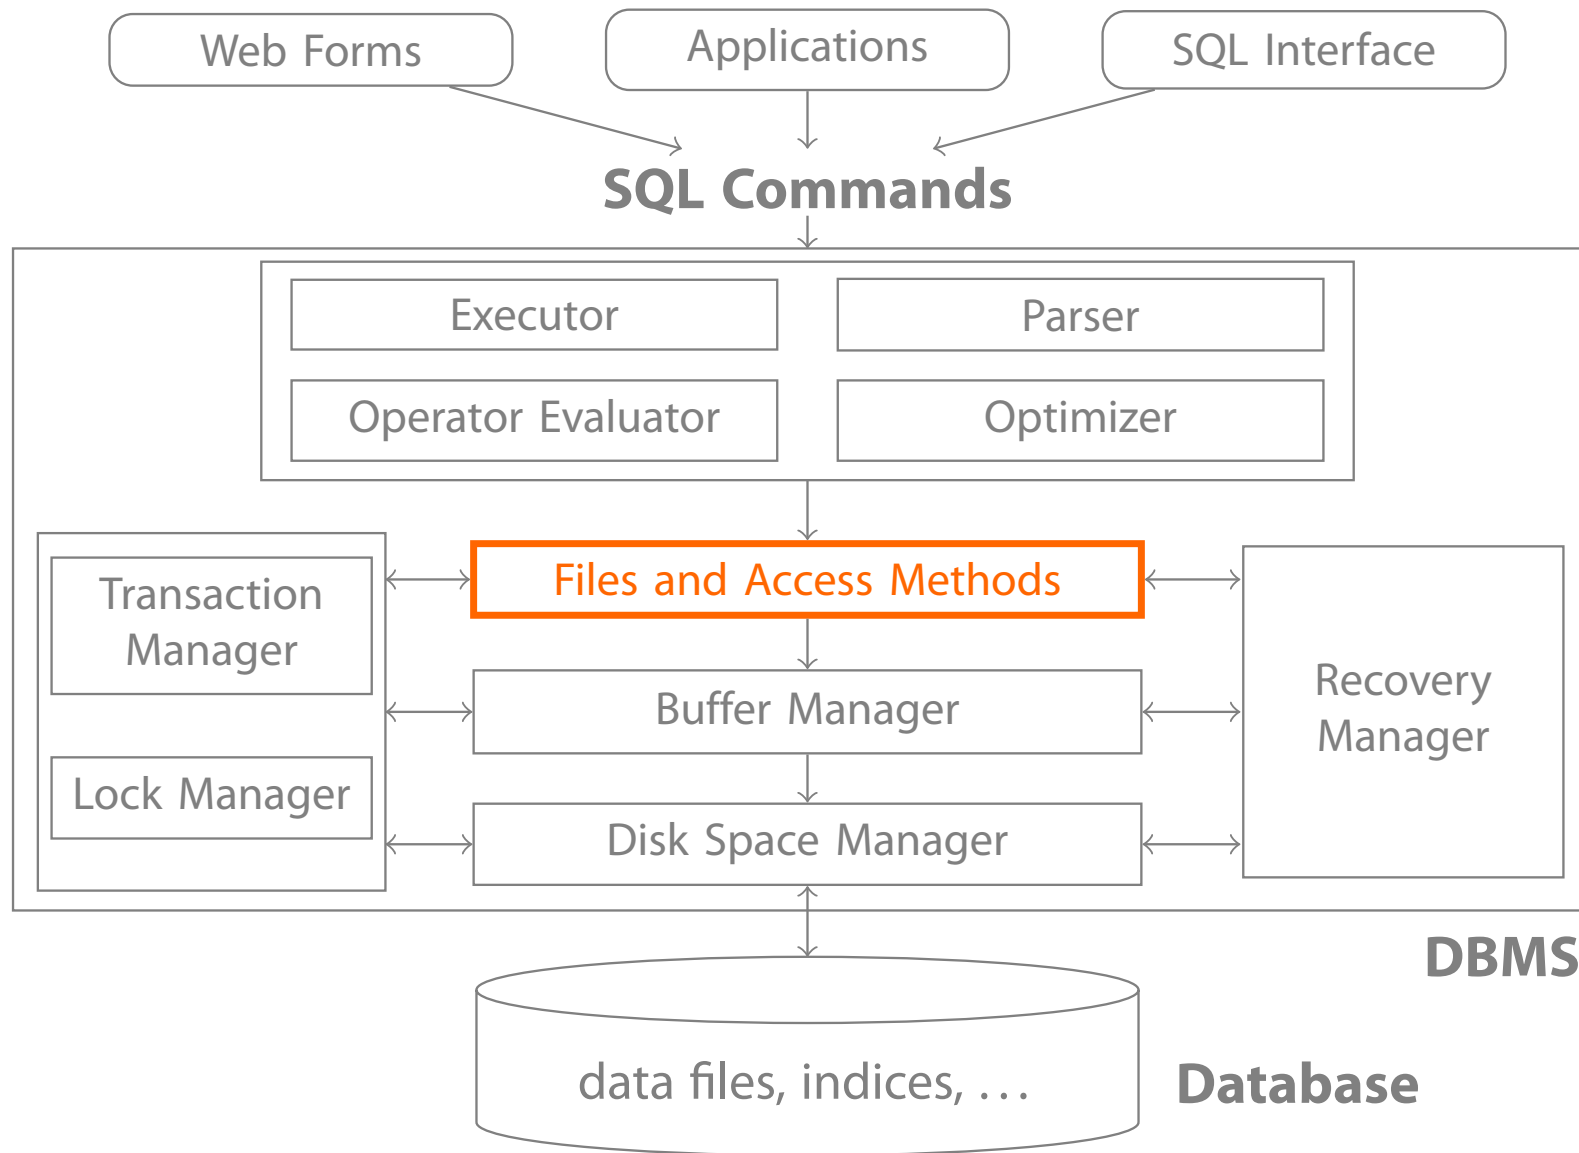 Web Forms
Applications
SQL Interface
SQL Commands
Executor
Parser
Operator Evaluator
Optimizer
Files and Access Methods
Transaction
Manager
Buffer Manager
Recovery
Manager
Lock Manager
Disk Space Manager
DBMS
data files, indices, …
Database